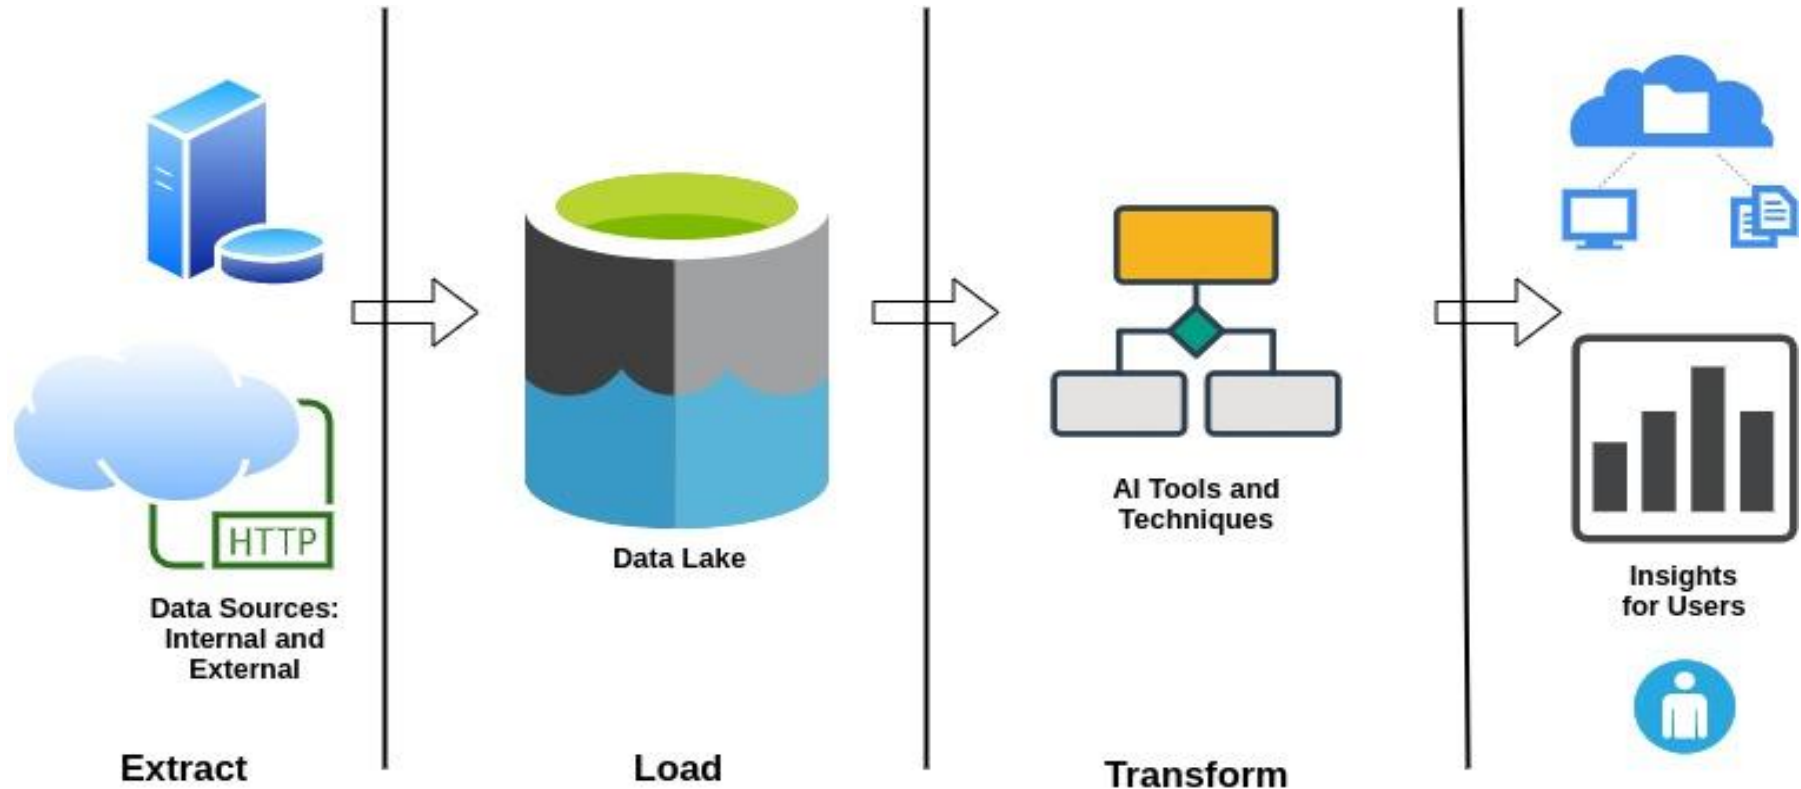 HTTP
Data Sources:
Internal and
External
Extract
Data Lake
Load
AI Tools and
Techniques
Transform
Insights
for Users